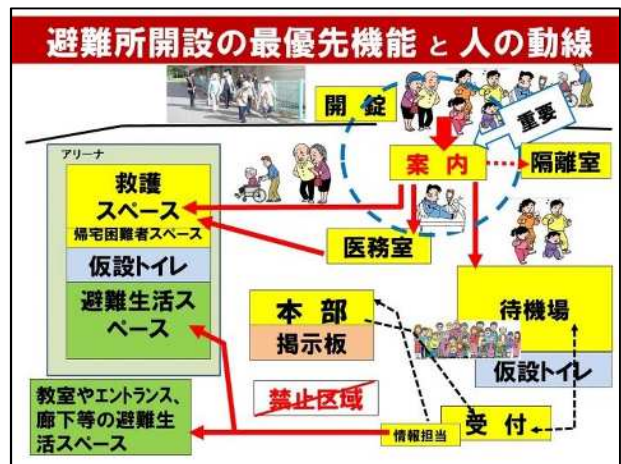 避難所開設の最優先機能 と 人の動線
開 錠
重要
アリーナ
案 内
隔離室
救護
スペース
帰宅困難者スペース
医務室
仮設トイレ
避難生活ス
ペース
本 部
掲示板
待機場
仮設トイレ
禁止区域
教室やエントランス、
廊下等の避難生
活スペース
情報担当
受 付